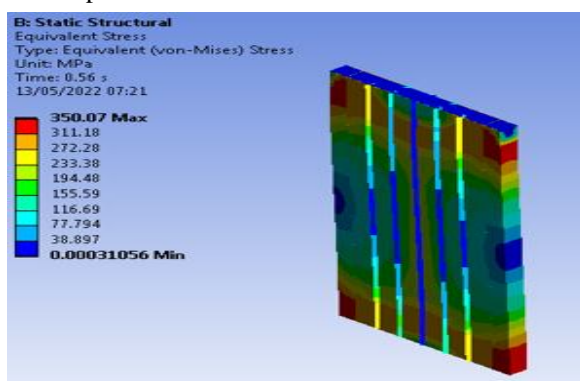 B: Static Structural
Equivalent Stress
Type: Equivalent (von-Mises) Stress
Unit: MPa
Time: 0.56 s
13/05/2022 07:21
350.07 Max
311.18
272.28
233.38
194.48
155.59
116.69
77.794
38.897
0.00031056 Min